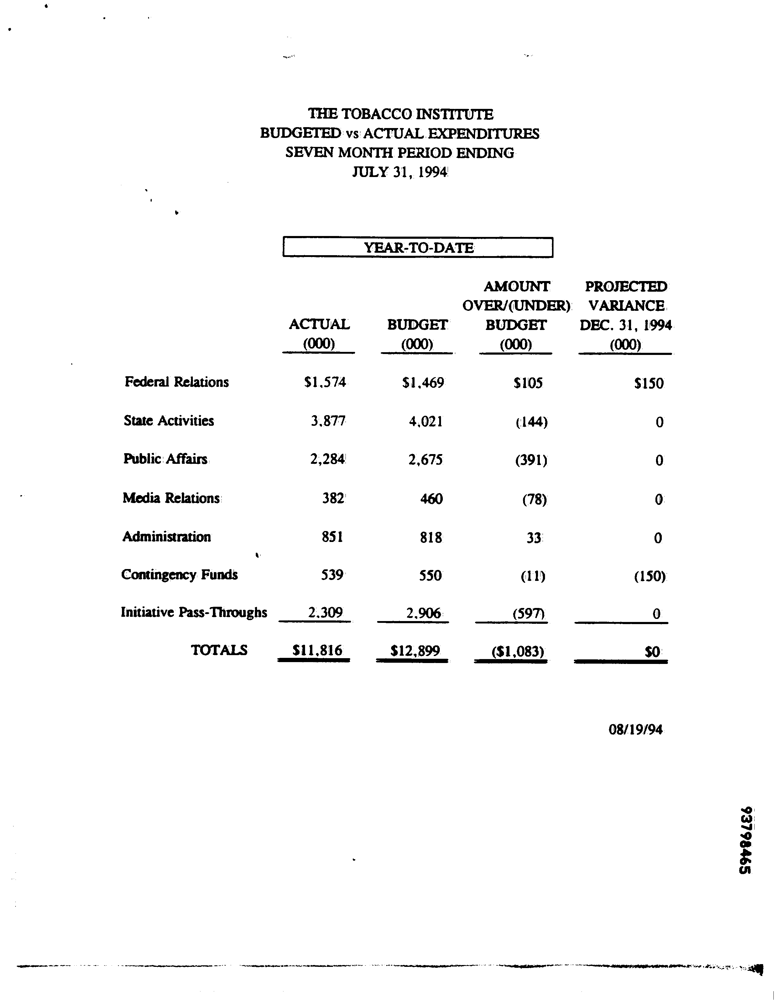 THE TOBACCO INSTITUTE
BUDGETED vs ACTUAL EXPENDITURES
SEVEN MONTH PERIOD ENDING
JULY 31, 1994
YEAR-TO-DATE
AMOUNT PROJECTED
OVER/(UNDER) VARIANCE
ACTUAL BUDGET BUDGET DEC. 31, 1994
(000) (000) (000) (000)
Federal Relations $1,574 $1,469 $105 $150
State Activities 3,877 4,021 (144) 0
Public Affairs 2,284 2,675 (391) 0
Media Relations 382 460 (78) 0
Administration 851 818 33 0
Contingency Funds 539 550 (11) (150)
Initiative Pass-Throughs 2,309 2,906 (597) 0
TOTALS $11,816 $12,899 ($1,083) $0
08/19/94
93798465